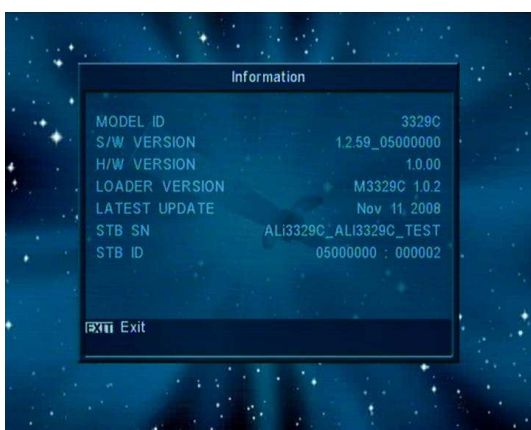 Information
MODEL ID 3329C
S/W VERSION 1.2.59_05000000
H/W VERSION 1.0.00
LOADER VERSION M3329C 1.0.2
LATEST UPDATE Nov 11 2008
STB SN ALi3329C_ALI3329C_TEST
STB ID 05000000 : 000002
EXIT Exit